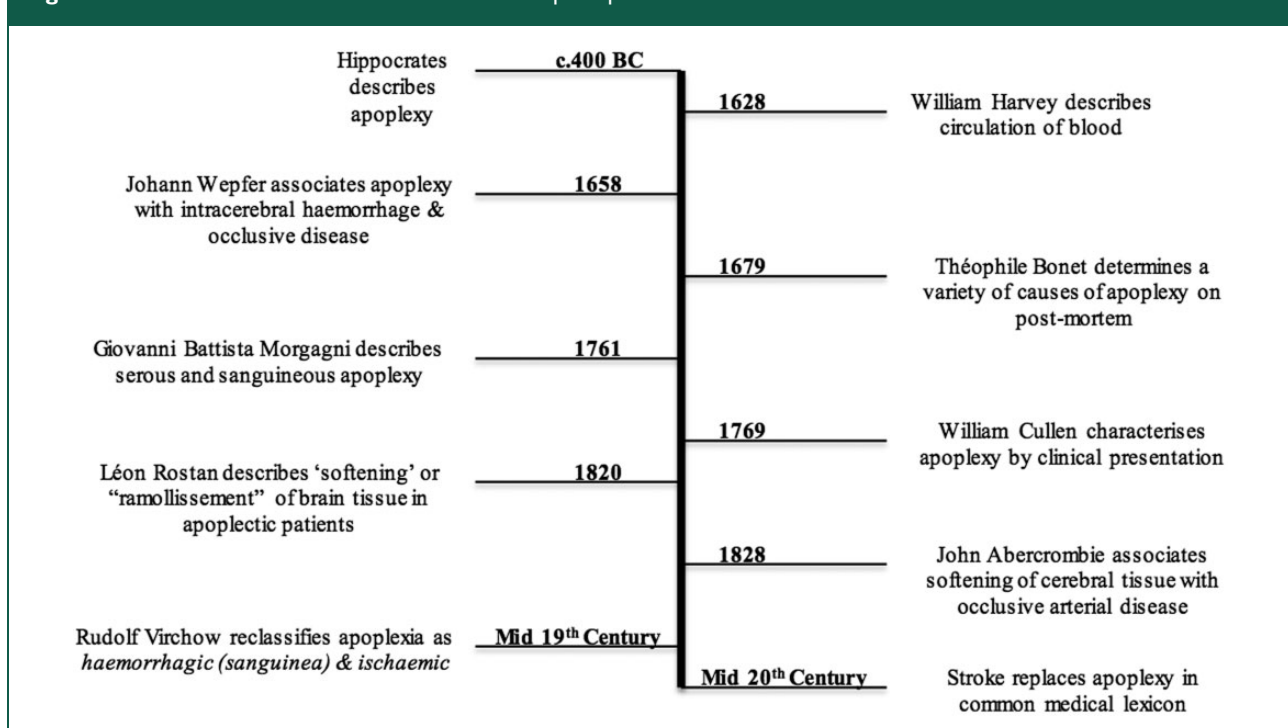 Hippocrates
describes
apoplexy
c.400 BC
1628
William Harvey describes
circulation of blood
Johann Wepfer associates apoplexy
with intracerebral haemorrhage &
occlusive disease
1658
1679
Théophile Bonet determines a
variety of causes of apoplexy on
post-mortem
Giovanni Battista Morgagni describes
serous and sanguineous apoplexy
1761
1769
William Cullen characterises
apoplexy by clinical presentation
Léon Rostan describes ‘softening’ or
“ramollissement” of brain tissue in
apoplectic patients
1820
1828
John Abercrombie associates
softening of cerebral tissue with
occlusive arterial disease
Rudolf Virchow reclassifies apoplexia as
haemorrhagic (sanguinea) & ischaemic
Mid 19th Century
Mid 20th Century
Stroke replaces apoplexy in
common medical lexicon